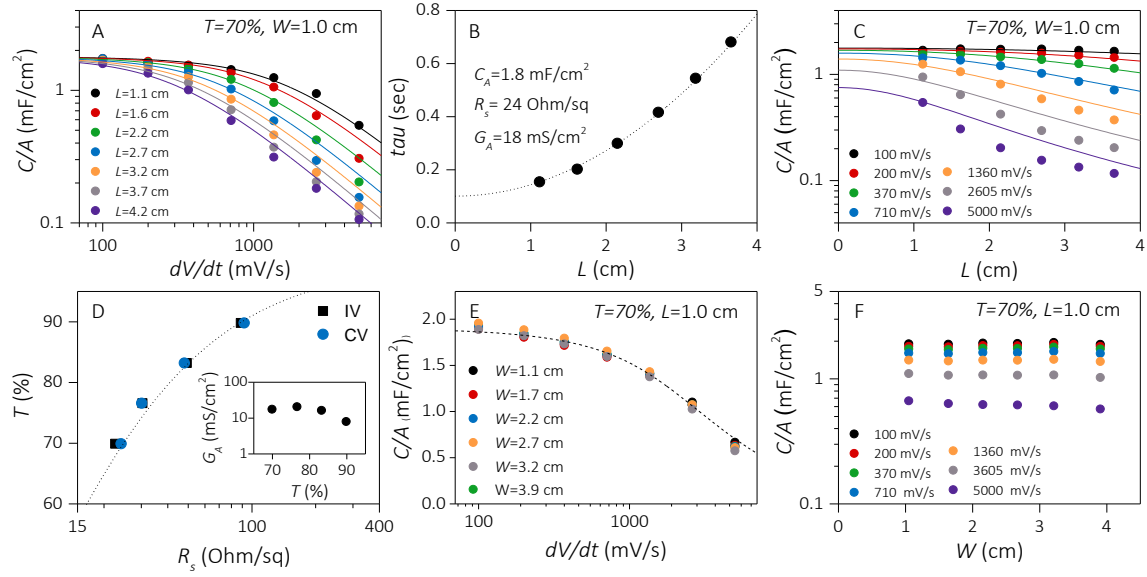 A
T=70%, W=1.0 cm
C/A (mF/cm²)
1
0.1
L=1.1 cm
L=1.6 cm
L=2.2 cm
L=2.7 cm
L=3.2 cm
L=3.7 cm
L=4.2 cm
100
1000
dV/dt (mV/s)
B
tau (sec)
0.8
0.6
0.4
0.2
0.0
C_A=1.8 mF/cm²
R_s= 24 Ohm/sq
G_A=18 mS/cm²
0 1 2 3 4
L (cm)
C
T=70%, W=1.0 cm
C/A (mF/cm²)
1
0.1
100 mV/s
200 mV/s
370 mV/s
710 mV/s
1360 mV/s
2605 mV/s
5000 mV/s
0 1 2 3 4
L (cm)
D
T (%)
100
90
80
70
60
IV
CV
G_A (mS/cm²)
100
10
1
70 80 90
T (%)
15 100 400
R_s (Ohm/sq)
E
T=70%, L=1.0 cm
C/A (mF/cm²)
2.0
1.5
1.0
0.5
0.0
W=1.1 cm
W=1.7 cm
W=2.2 cm
W=2.7 cm
W=3.2 cm
W=3.9 cm
100 1000
dV/dt (mV/s)
F
T=70%, L=1.0 cm
C/A (mF/cm²)
5
1
0.1
100 mV/s
200 mV/s
370 mV/s
710 mV/s
1360 mV/s
3605 mV/s
5000 mV/s
0 1 2 3 4
W (cm)